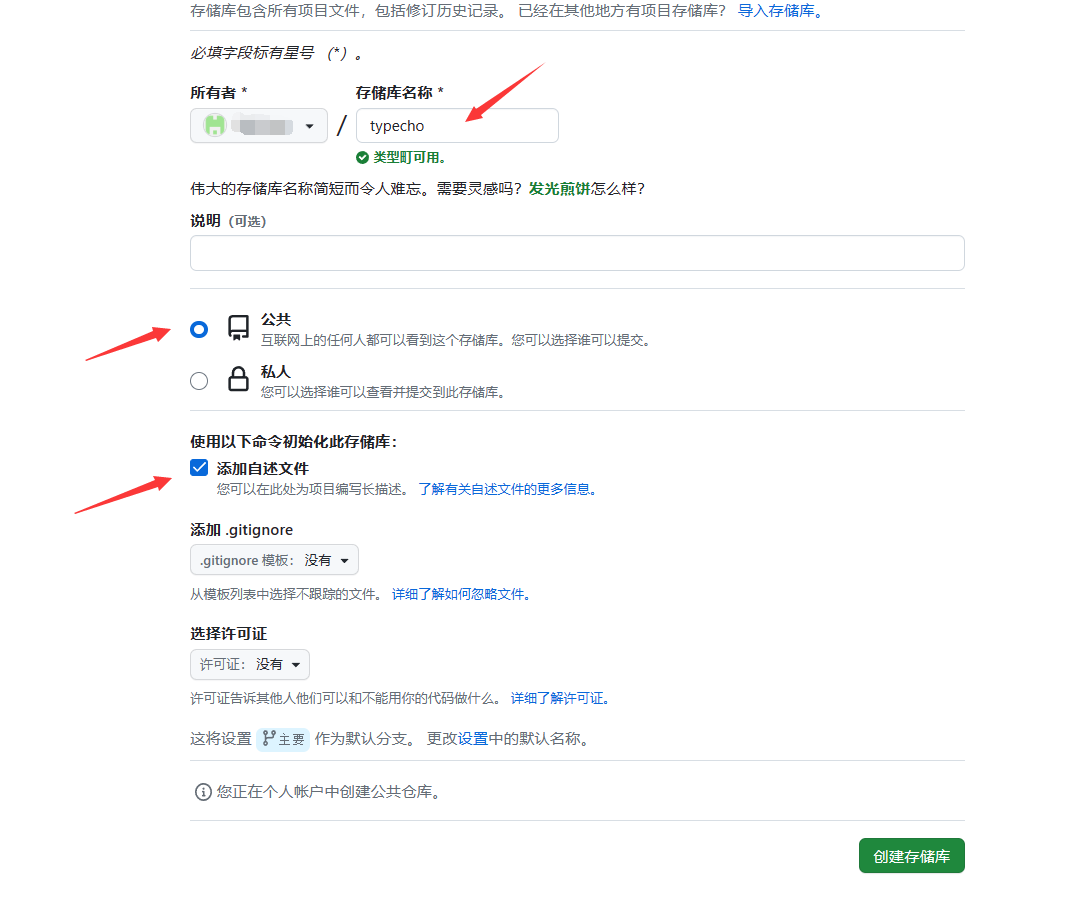 存储库包含所有项目文件，包括修订历史记录。 已经在其他地方有项目存储库？ 导入存储库。
必填字段标有星号 （*）。
所有者 * 存储库名称 *
/ typecho
类型町可用。
伟大的存储库名称简短而令人难忘。需要灵感吗？发光煎饼怎么样？
说明 （可选）
公共
互联网上的任何人都可以看到这个存储库。您可以选择谁可以提交。
私人
您可以选择谁可以查看并提交到此存储库。
使用以下命令初始化此存储库：
添加自述文件
您可以在此处为项目编写长描述。 了解有关自述文件的更多信息。
添加 .gitignore
.gitignore 模板： 没有
从模板列表中选择不跟踪的文件。 详细了解如何忽略文件。
选择许可证
许可证： 没有
许可证告诉其他人他们可以和不能用你的代码做什么。 详细了解许可证。
这将设置 主要 作为默认分支。 更改设置中的默认名称。
您正在个人帐户中创建公共仓库。
创建存储库